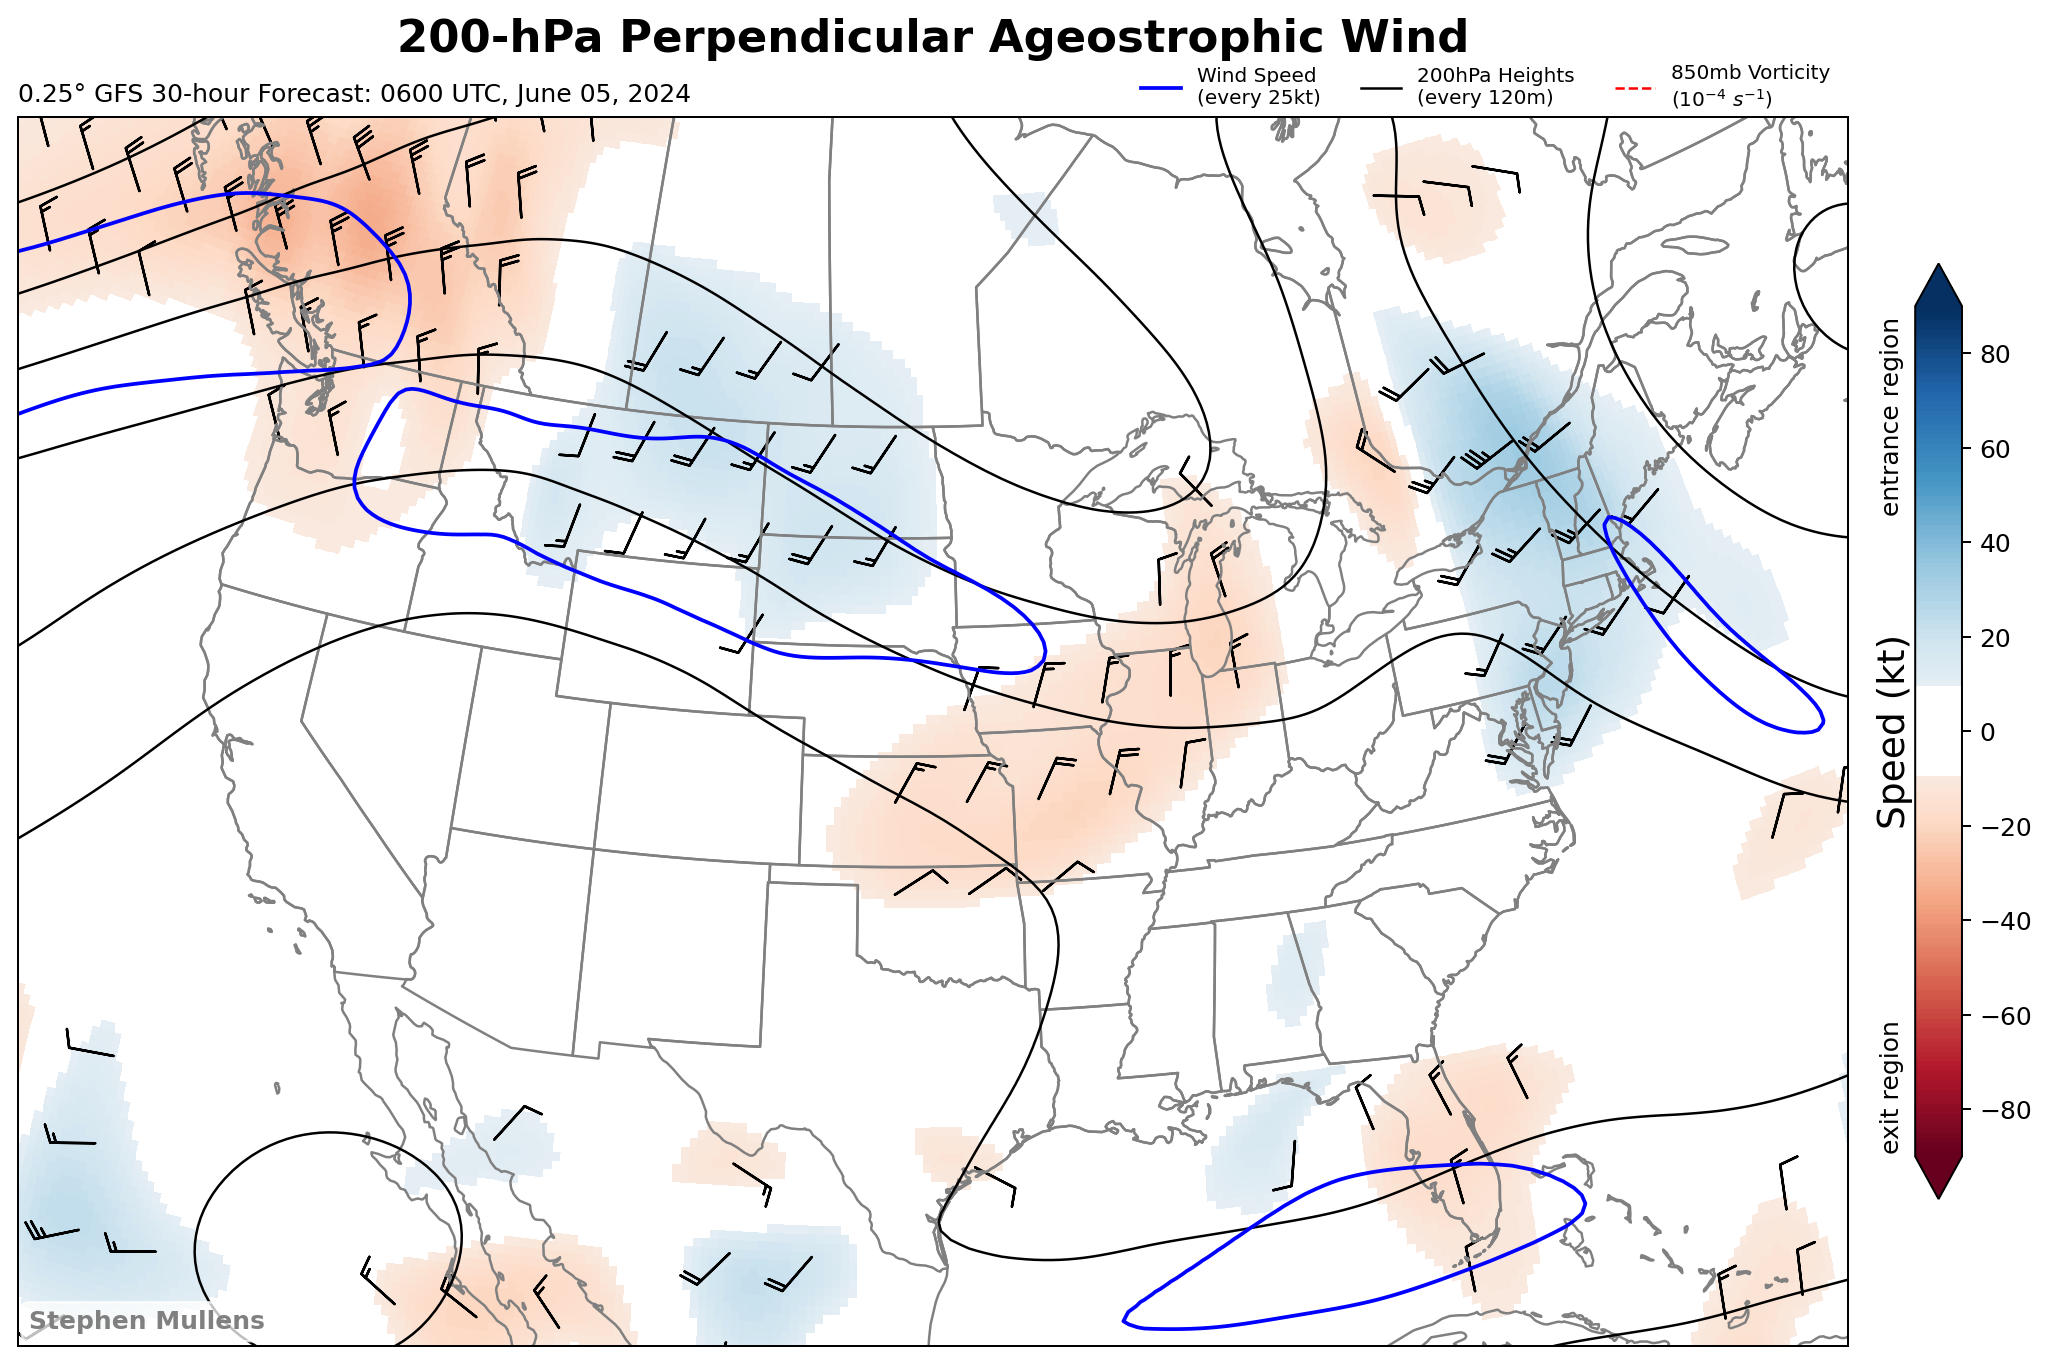 200-hPa Perpendicular Ageostrophic Wind
0.25° GFS 30-hour Forecast: 0600 UTC, June 05, 2024
Wind Speed
(every 25kt)
200hPa Heights
(every 120m)
850mb Vorticity
(10⁻⁴ s⁻¹)
entrance region
Speed (kt)
exit region
80
60
40
20
0
−20
−40
−60
−80
Stephen Mullens